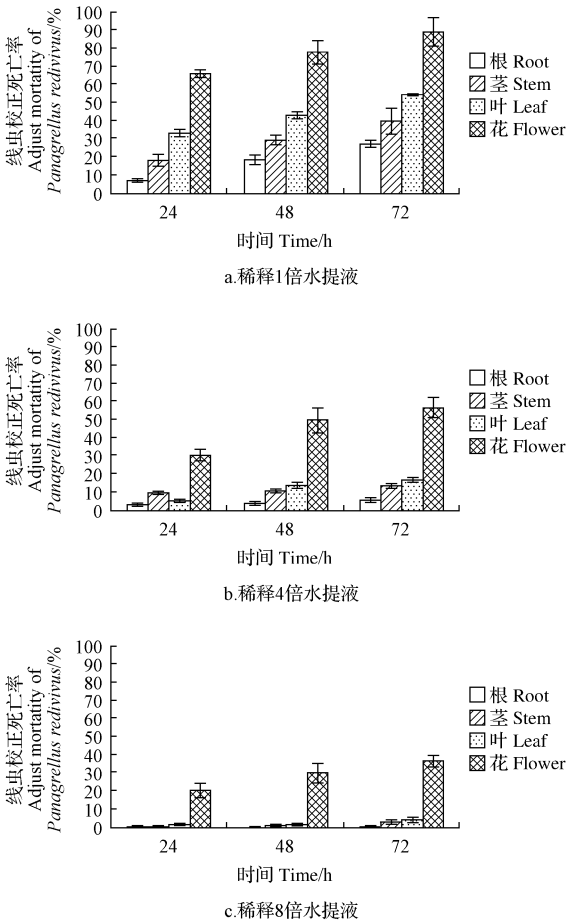 线虫校正死亡率
Adjust mortatity of
Panagrellus redivivus/%
100
90
80
70
60
50
40
30
20
10
0
24
48
72
时间 Time/h
根 Root
茎 Stem
叶 Leaf
花 Flower
a.稀释1倍水提液
线虫校正死亡率
Adjust mortatity of
Panagrellus redivivus/%
100
90
80
70
60
50
40
30
20
10
0
24
48
72
时间 Time/h
根 Root
茎 Stem
叶 Leaf
花 Flower
b.稀释4倍水提液
线虫校正死亡率
Adjust mortatity of
Panagrellus redivivus/%
100
90
80
70
60
50
40
30
20
10
0
24
48
72
时间 Time/h
根 Root
茎 Stem
叶 Leaf
花 Flower
c.稀释8倍水提液